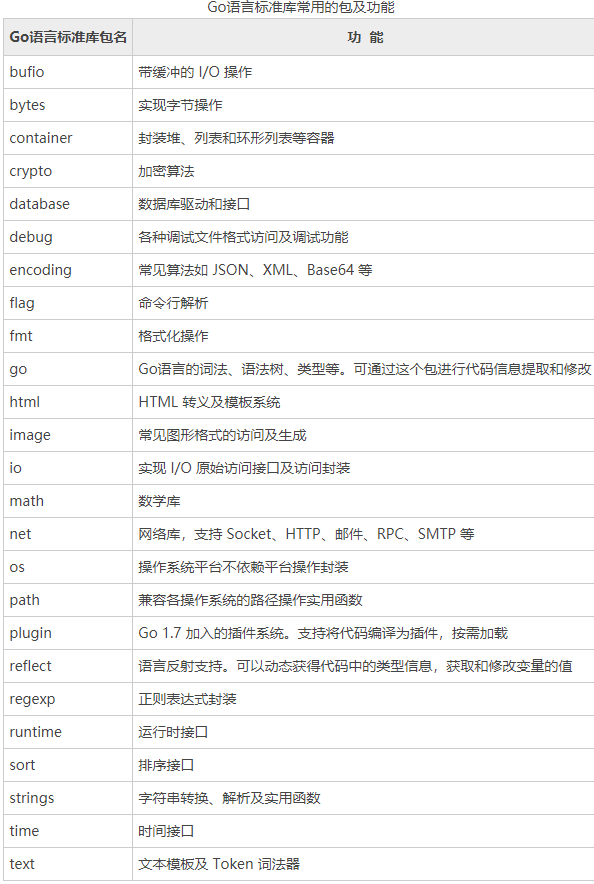 Go语言标准库常用的包及功能
Go语言标准库包名 功 能
bufio 带缓冲的 I/O 操作
bytes 实现字节操作
container 封装堆、列表和环形列表等容器
crypto 加密算法
database 数据库驱动和接口
debug 各种调试文件格式访问及调试功能
encoding 常见算法如 JSON、XML、Base64 等
flag 命令行解析
fmt 格式化操作
go Go语言的词法、语法树、类型等。可通过这个包进行代码信息提取和修改
html HTML 转义及模板系统
image 常见图形格式的访问及生成
io 实现 I/O 原始访问接口及访问封装
math 数学库
net 网络库，支持 Socket、HTTP、邮件、RPC、SMTP 等
os 操作系统平台不依赖平台操作封装
path 兼容各操作系统的路径操作实用函数
plugin Go 1.7 加入的插件系统。支持将代码编译为插件，按需加载
reflect 语言反射支持。可以动态获得代码中的类型信息，获取和修改变量的值
regexp 正则表达式封装
runtime 运行时接口
sort 排序接口
strings 字符串转换、解析及实用函数
time 时间接口
text 文本模板及 Token 词法器